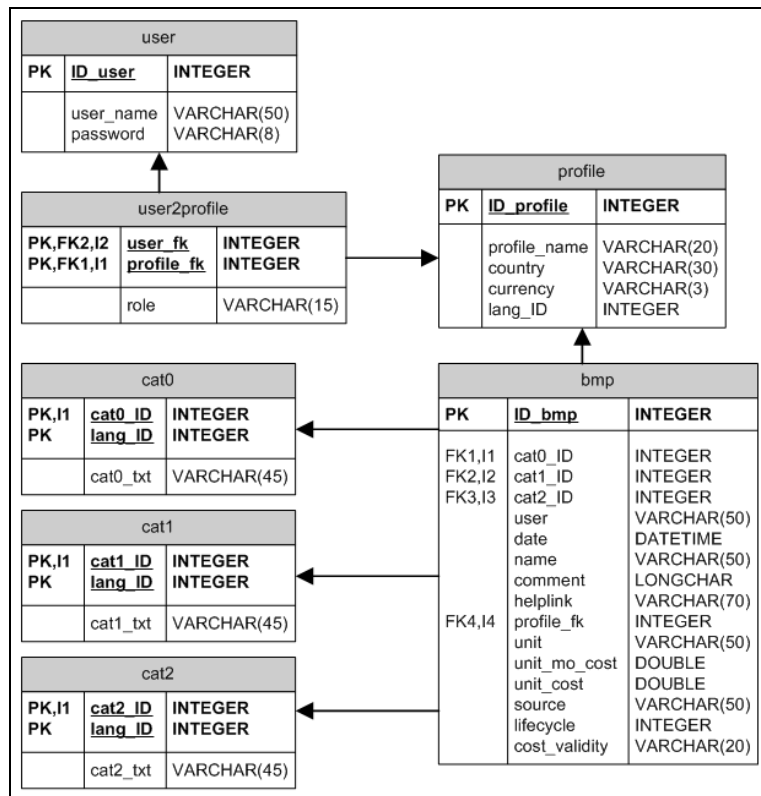 user
PK ID_user INTEGER
user_name VARCHAR(50)
password VARCHAR(8)
user2profile
PK,FK2,I2 user_fk INTEGER
PK,FK1,I1 profile_fk INTEGER
role VARCHAR(15)
profile
PK ID_profile INTEGER
profile_name VARCHAR(20)
country VARCHAR(30)
currency VARCHAR(3)
lang_ID INTEGER
cat0
PK,I1 cat0_ID INTEGER
PK lang_ID INTEGER
cat0_txt VARCHAR(45)
cat1
PK,I1 cat1_ID INTEGER
PK lang_ID INTEGER
cat1_txt VARCHAR(45)
cat2
PK,I1 cat2_ID INTEGER
PK lang_ID INTEGER
cat2_txt VARCHAR(45)
bmp
PK ID_bmp INTEGER
FK1,I1 cat0_ID INTEGER
FK2,I2 cat1_ID INTEGER
FK3,I3 cat2_ID INTEGER
user VARCHAR(50)
date DATETIME
name VARCHAR(50)
comment LONGCHAR
helplink VARCHAR(70)
FK4,I4 profile_fk INTEGER
unit VARCHAR(50)
unit_mo_cost DOUBLE
unit_cost DOUBLE
source VARCHAR(50)
lifecycle INTEGER
cost_validity VARCHAR(20)